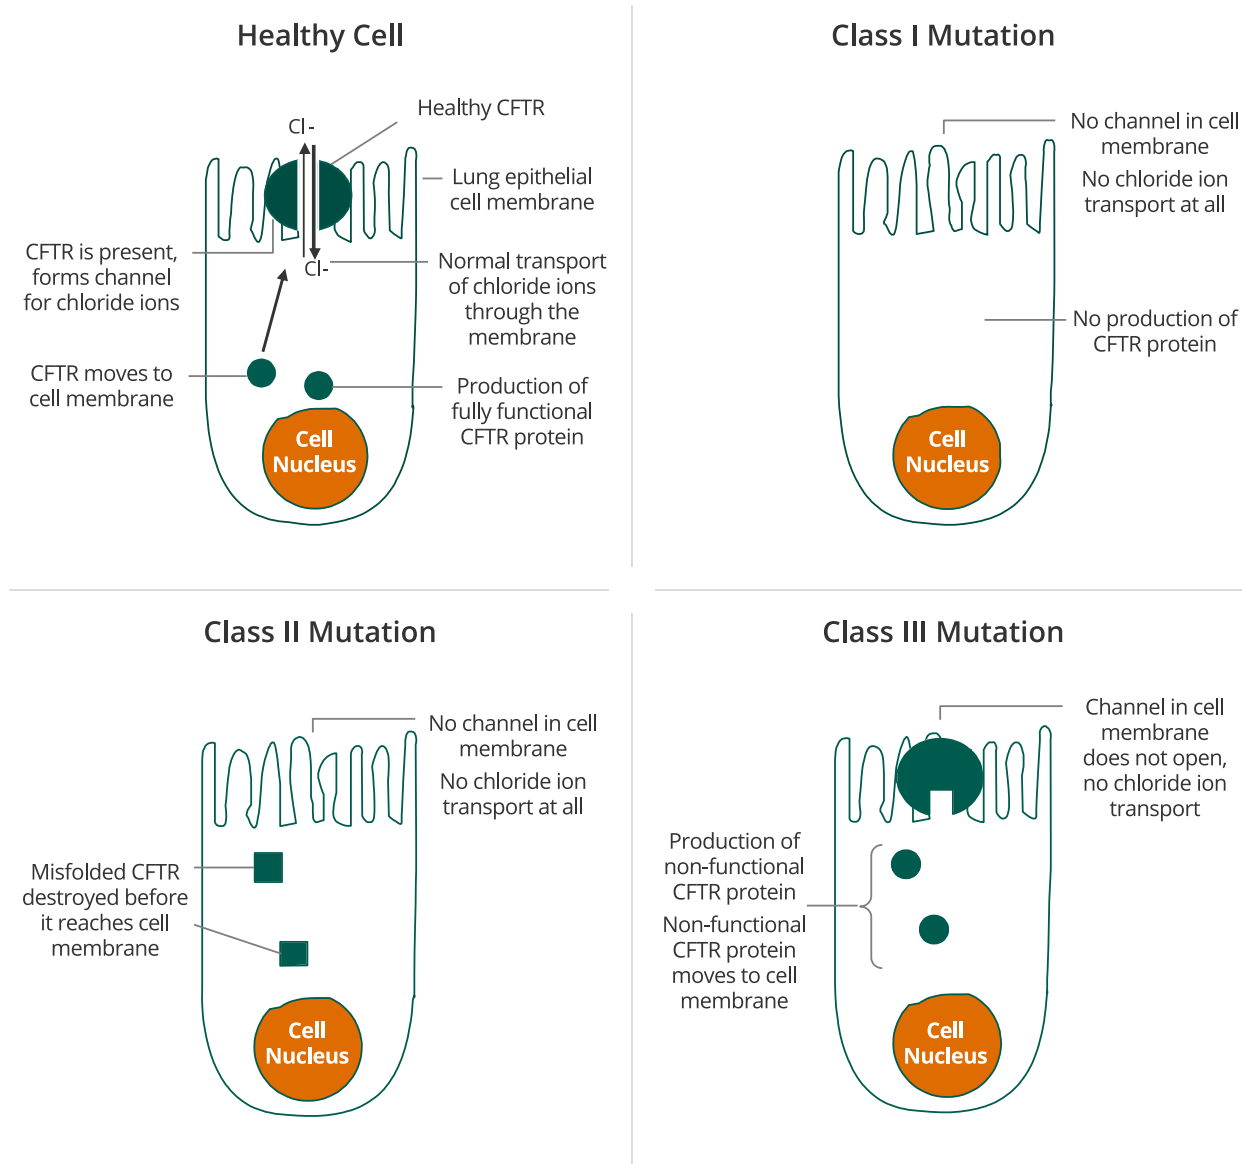 Healthy Cell
Healthy CFTR
Cl-
Lung epithelial
cell membrane
CFTR is present,
forms channel
for chloride ions
Cl-
Normal transport
of chloride ions
through the
membrane
CFTR moves to
cell membrane
Production of
fully functional
CFTR protein
Cell
Nucleus
Class I Mutation
No channel in cell
membrane
No chloride ion
transport at all
No production of
CFTR protein
Cell
Nucleus
Class II Mutation
No channel in cell
membrane
No chloride ion
transport at all
Misfolded CFTR
destroyed before
it reaches cell
membrane
Cell
Nucleus
Class III Mutation
Channel in cell
membrane
does not open,
no chloride ion
transport
Production of
non-functional
CFTR protein
Non-functional
CFTR protein
moves to cell
membrane
Cell
Nucleus